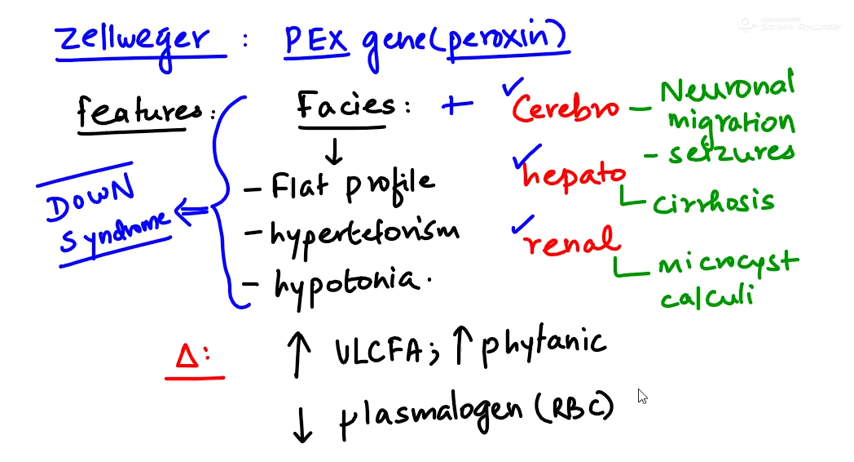 Zellweger : PEX gene (peroxin)
features: Facies: + ✓ Cerebro – Neuronal migration
- seizures
↓
- Flat profile
- hypertelorism
- hypotonia.
DOWN
Syndrome
✓ hepato
cirrhosis
✓ renal
microcyst
calculi
Δ: ↑ VLCFA; ↑ phytanic
↓ plasmalogen (RBC)